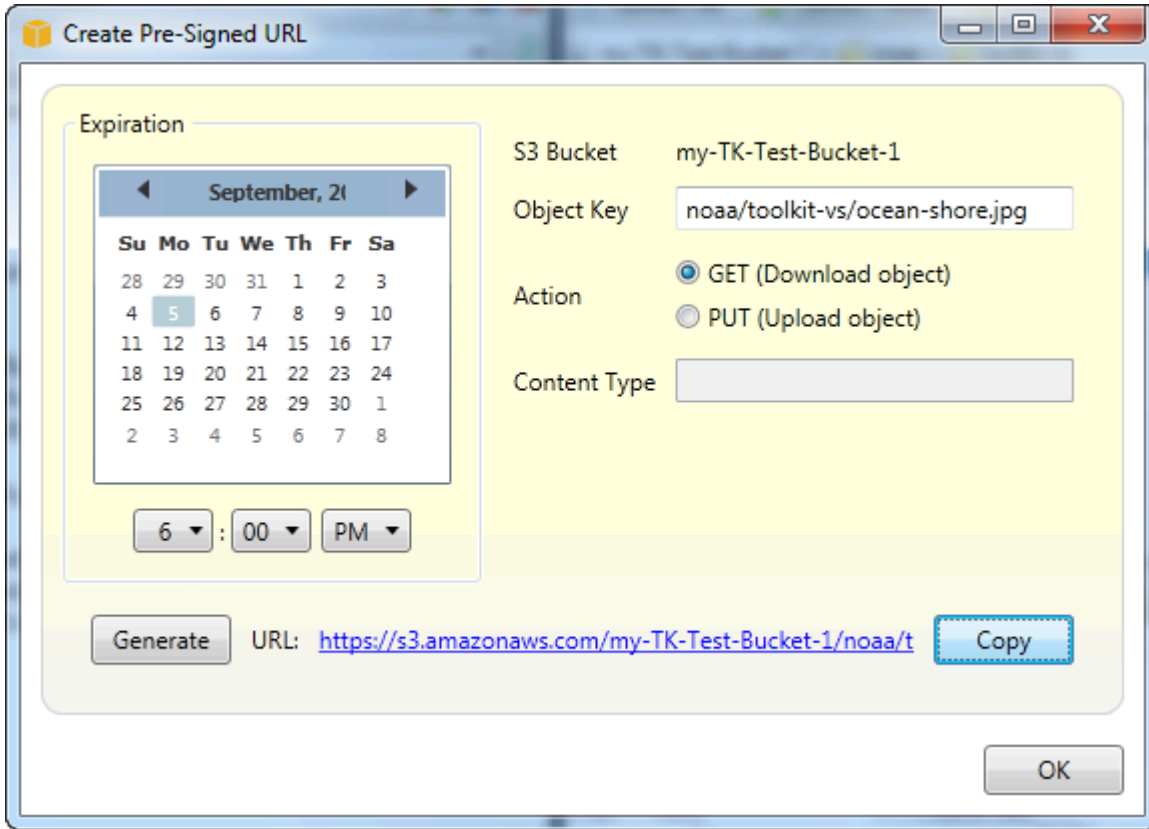 Create Pre-Signed URL
Expiration
September, 20
Su Mo Tu We Th Fr Sa
28 29 30 31 1 2 3
4 5 6 7 8 9 10
11 12 13 14 15 16 17
18 19 20 21 22 23 24
25 26 27 28 29 30 1
2 3 4 5 6 7 8
6 : 00 PM
S3 Bucket my-TK-Test-Bucket-1
Object Key noaa/toolkit-vs/ocean-shore.jpg
Action
GET (Download object)
PUT (Upload object)
Content Type
Generate URL: https://s3.amazonaws.com/my-TK-Test-Bucket-1/noaa/t Copy
OK